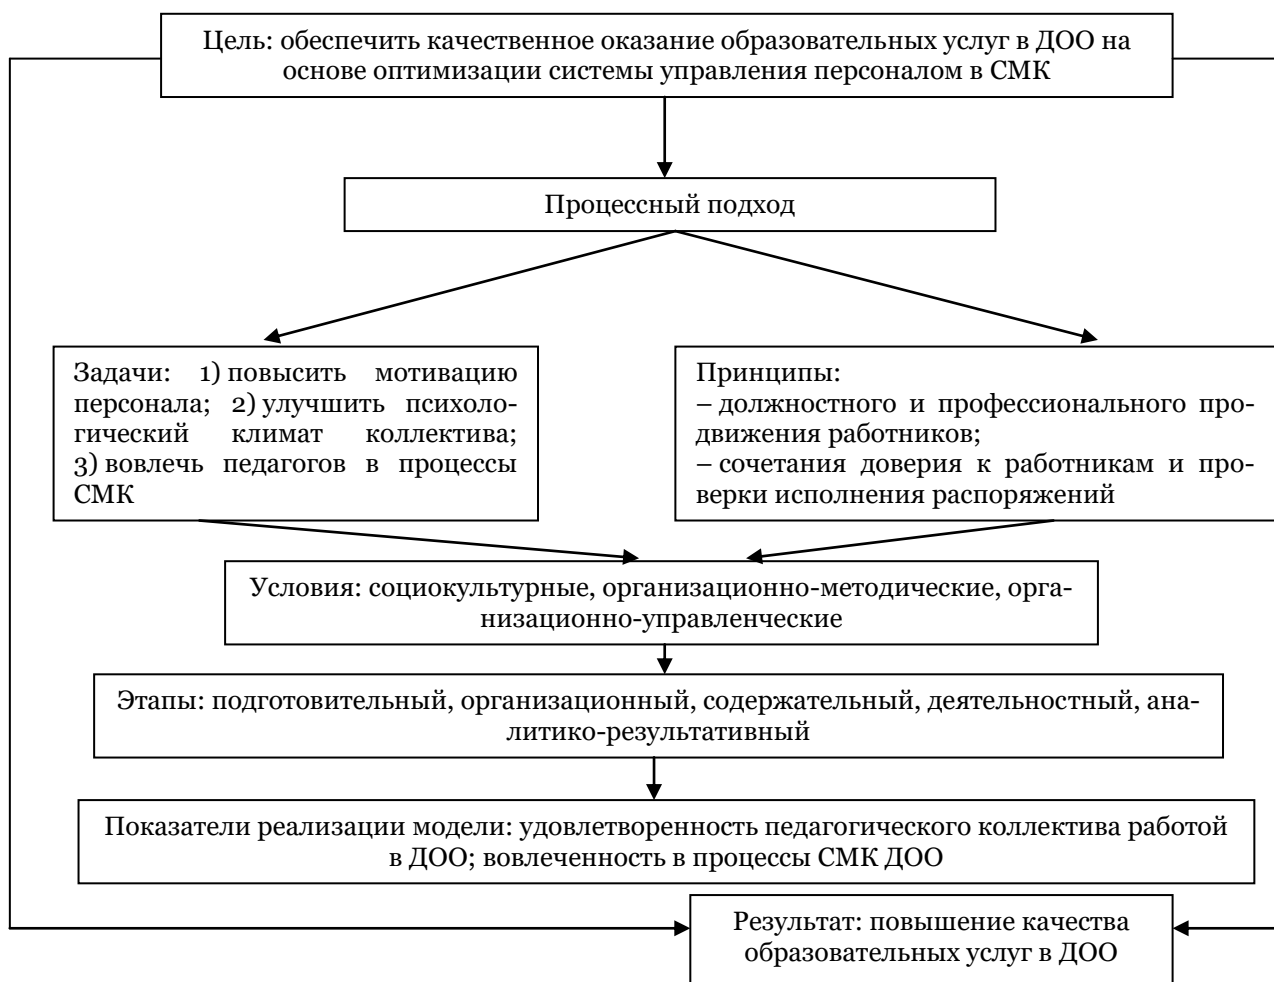 Цель: обеспечить качественное оказание образовательных услуг в ДОО на
основе оптимизации системы управления персоналом в СМК
Процессный подход
Задачи: 1) повысить мотивацию
персонала; 2) улучшить психоло-
гический климат коллектива;
3) вовлечь педагогов в процессы
СМК
Принципы:
– должностного и профессионального про-
движения работников;
– сочетания доверия к работникам и про-
верки исполнения распоряжений
Условия: социокультурные, организационно-методические, орга-
низационно-управленческие
Этапы: подготовительный, организационный, содержательный, деятельностный, ана-
литико-результативный
Показатели реализации модели: удовлетворенность педагогического коллектива работой
в ДОО; вовлеченность в процессы СМК ДОО
Результат: повышение качества
образовательных услуг в ДОО